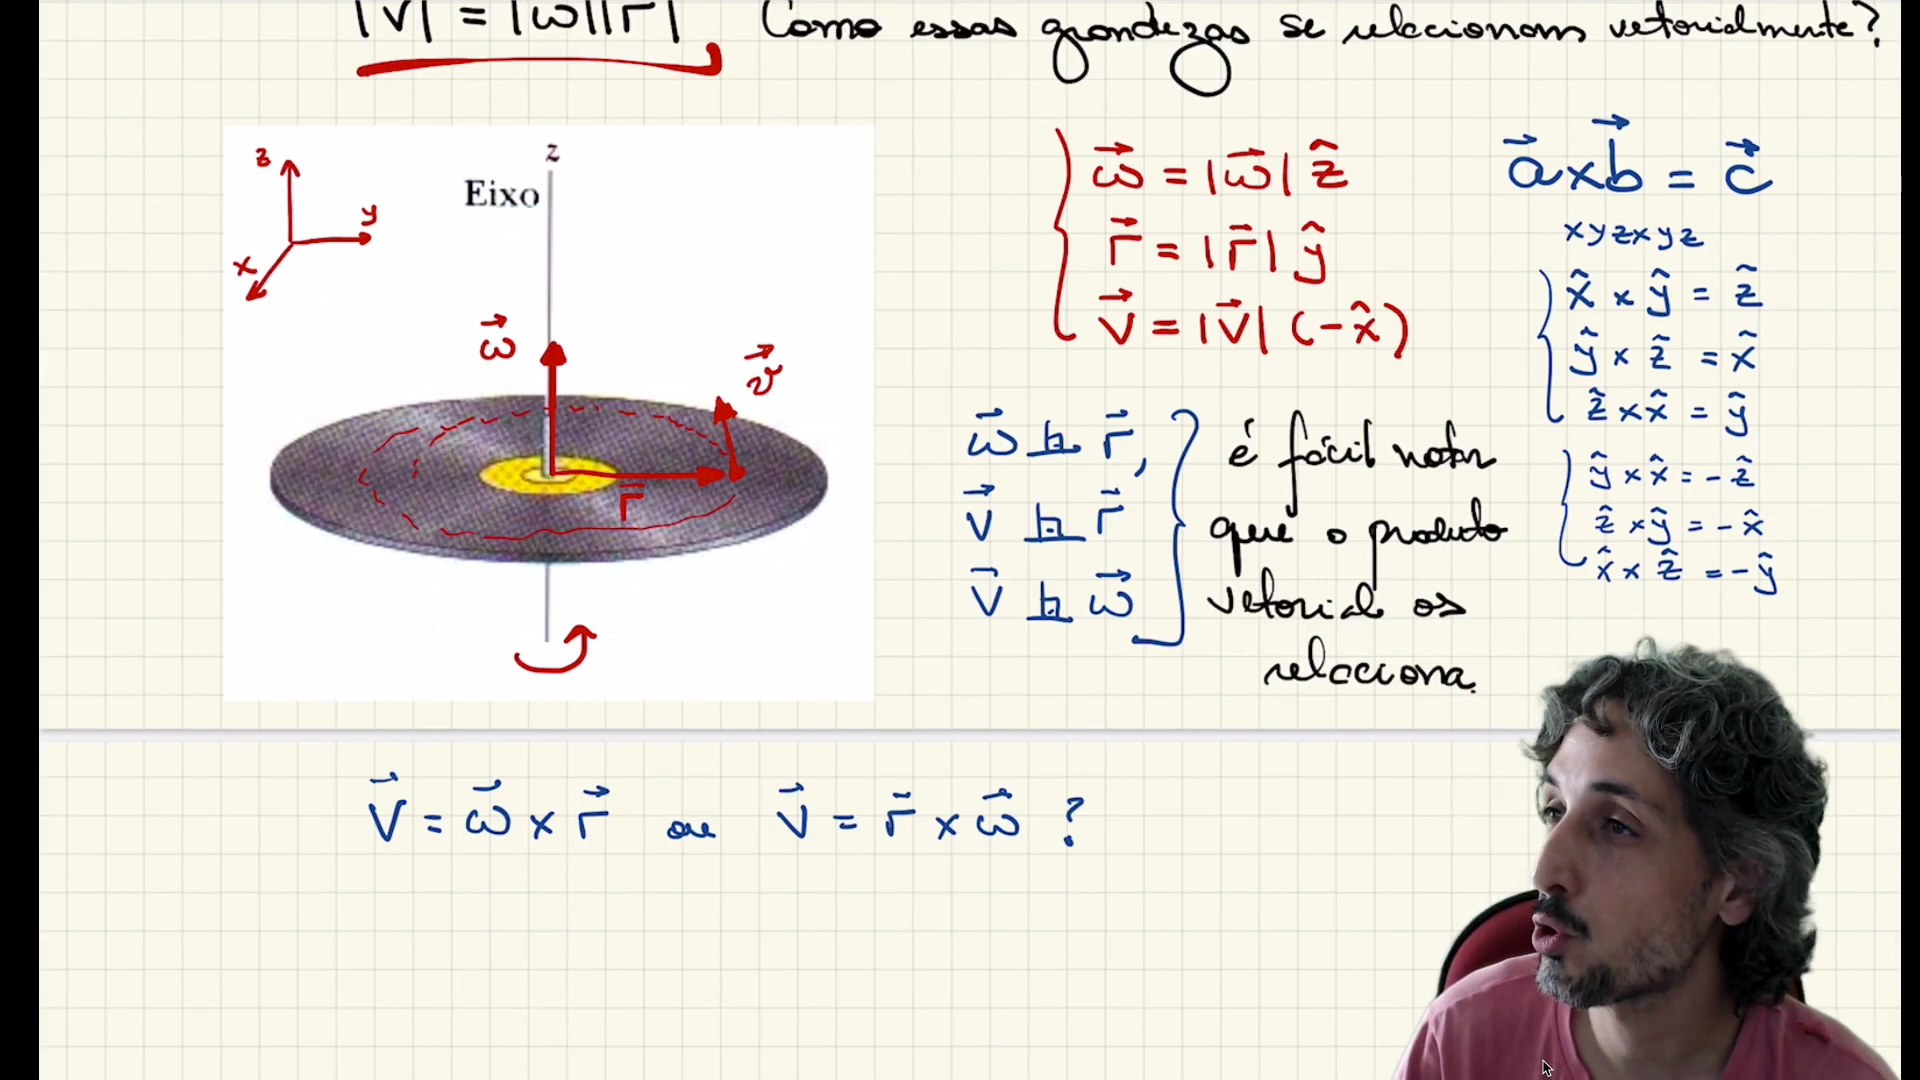 |v| = |ω||r| Como essas grandezas se relacionam vetorialmente?
z
Eixo
z
y
x
ω⃗
v⃗
r⃗
ω⃗ = |ω⃗| ẑ
r⃗ = |r⃗| ŷ
v⃗ = |v⃗| (-x̂)
a⃗ x b⃗ = c⃗
xyzxyz
x̂ x ŷ = ẑ
ŷ x ẑ = x̂
ẑ x x̂ = ŷ
ŷ x x̂ = - ẑ
ẑ x ŷ = - x̂
x̂ x ẑ = - ŷ
ω⃗ ⊥ r⃗,
v⃗ ⊥ r⃗
v⃗ ⊥ ω⃗
é fácil notar
que o produto
vetorial os
relaciona.
v⃗ = ω⃗ x r⃗ ou v⃗ = r⃗ x ω⃗ ?